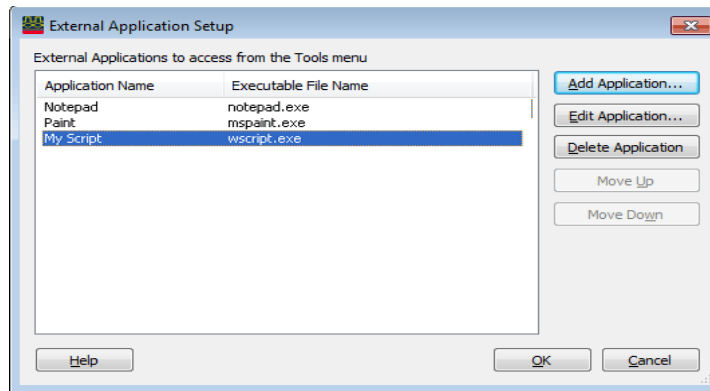 External Application Setup
External Applications to access from the Tools menu
Application Name Executable File Name
Notepad notepad.exe
Paint mspaint.exe
My Script wscript.exe
Add Application...
Edit Application...
Delete Application
Move Up
Move Down
Help OK Cancel